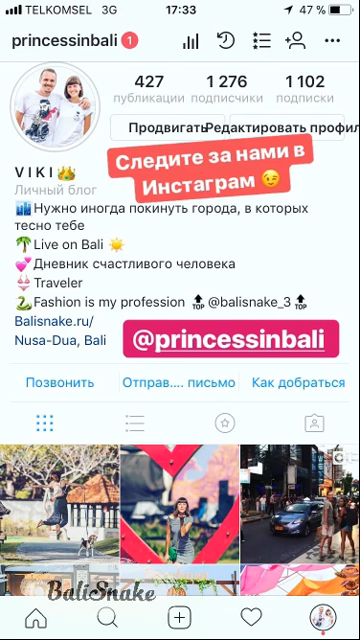 TELKOMSEL 3G 17:33 47 %
princessinbali 1
427 1 276 1 102
публикации подписчики подписки
Продвигать Редактировать профил
Следите за нами в
Инстаграм 😉
V I K I 👑
Личный блог
🏙Нужно иногда покинуть города, в которых
тесно тебе
🌴Live on Bali ☀️
💕Дневник счастливого человека
👙Traveler
🐍Fashion is my profession 🔝@balisnake_3🔝
Balisnake.ru/
Nusa-Dua, Bali
@princessinbali
Позвонить Отправ.... письмо Как добраться
BaliSnake